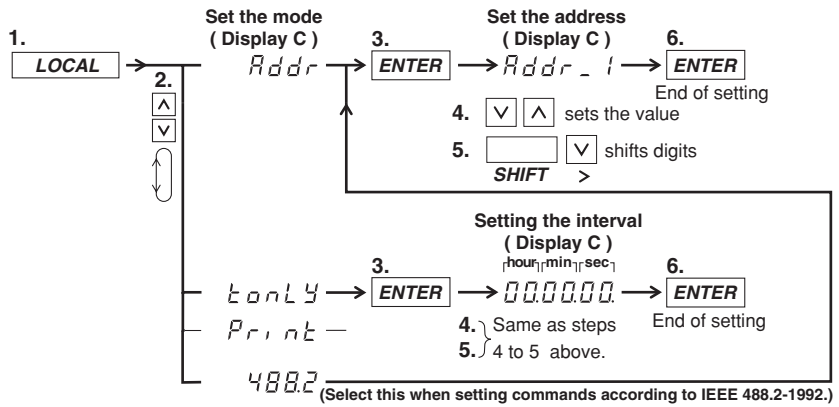 Set the mode
( Display C )
Set the address
( Display C )
1.
LOCAL
2.
Addr
3.
ENTER
Addr_ 1
6.
ENTER
End of setting
4. sets the value
5. shifts digits
SHIFT >
Setting the interval
( Display C )
hour min sec
tonLY
3.
ENTER
00.00.00.
6.
ENTER
End of setting
Print
4. Same as steps
5. 4 to 5 above.
488.2
(Select this when setting commands according to IEEE 488.2-1992.)